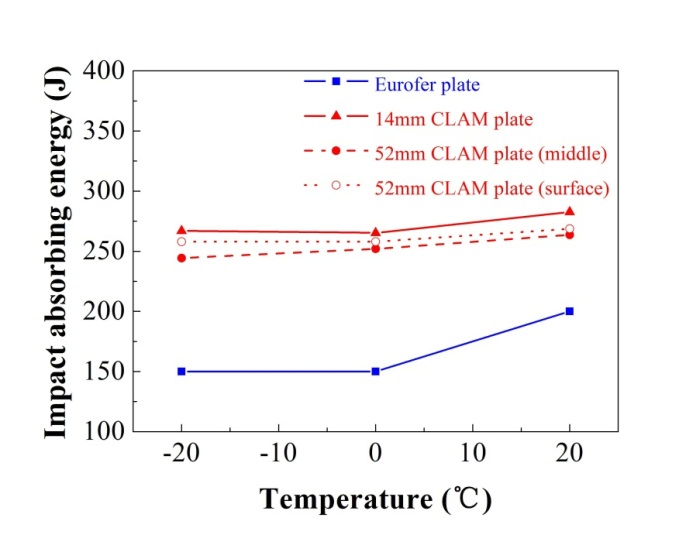 400
350
300
250
200
150
100
Impact absorbing energy (J)
Eurofer plate
14mm CLAM plate
52mm CLAM plate (middle)
52mm CLAM plate (surface)
-20 -10 0 10 20
Temperature (℃)